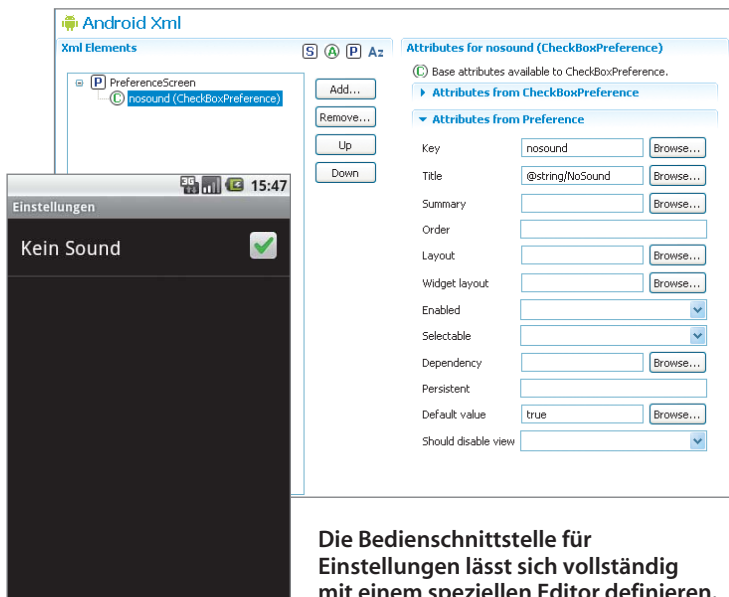 Android Xml
Xml Elements
S A P Az
P PreferenceScreen
C nosound (CheckBoxPreference)
Add...
Remove...
Up
Down
Attributes for nosound (CheckBoxPreference)
C Base attributes available to CheckBoxPreference.
Attributes from CheckBoxPreference
Attributes from Preference
Key nosound Browse...
Title @string/NoSound Browse...
Summary Browse...
Order
Layout Browse...
Widget layout Browse...
Enabled
Selectable
Dependency Browse...
Persistent
Default value true Browse...
Should disable view
3G 15:47
Einstellungen
Kein Sound
Die Bedienschnittstelle für
Einstellungen lässt sich vollständig
mit einem speziellen Editor definieren.